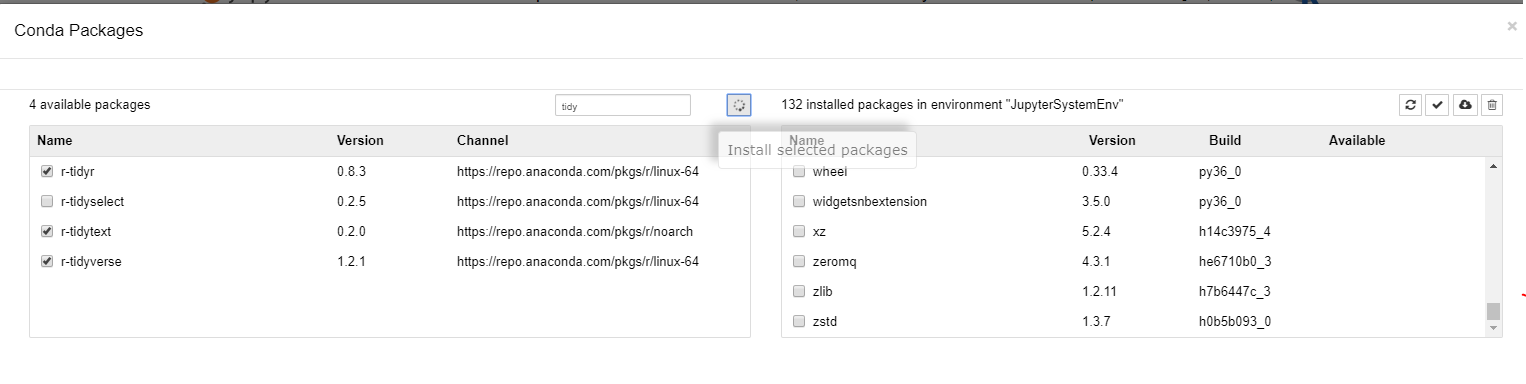 Conda Packages
4 available packages
tidy
132 installed packages in environment "JupyterSystemEnv"
Install selected packages
Name Version Channel
r-tidyr 0.8.3 https://repo.anaconda.com/pkgs/r/linux-64
r-tidyselect 0.2.5 https://repo.anaconda.com/pkgs/r/linux-64
r-tidytext 0.2.0 https://repo.anaconda.com/pkgs/r/noarch
r-tidyverse 1.2.1 https://repo.anaconda.com/pkgs/r/linux-64
Name Version Build Available
wheel 0.33.4 py36_0
widgetsnbextension 3.5.0 py36_0
xz 5.2.4 h14c3975_4
zeromq 4.3.1 he6710b0_3
zlib 1.2.11 h7b6447c_3
zstd 1.3.7 h0b5b093_0